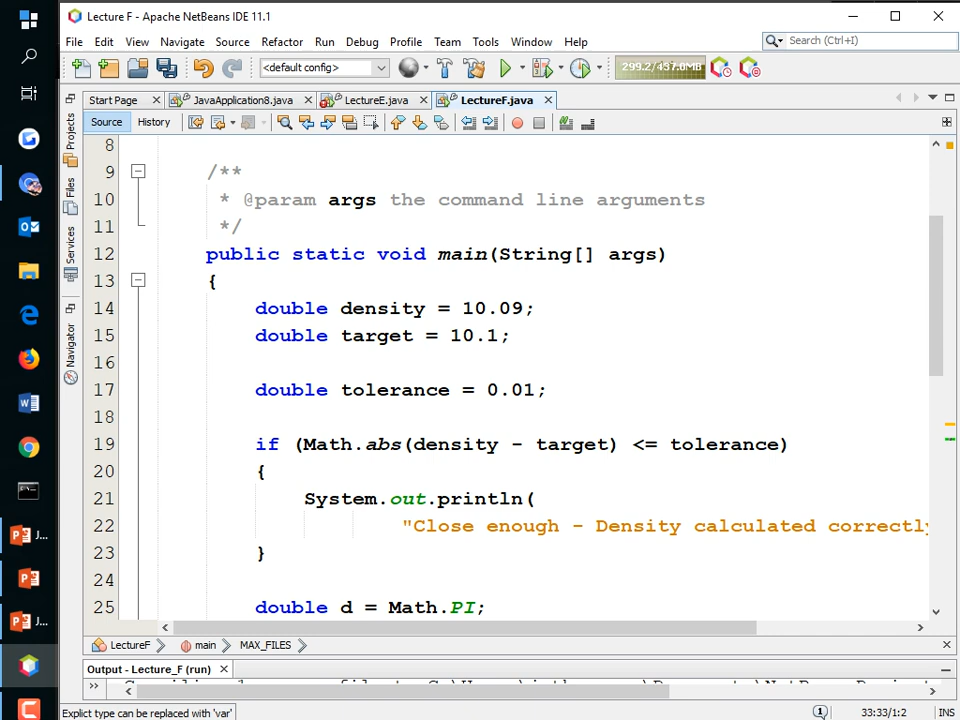 Lecture F - Apache NetBeans IDE 11.1
File Edit View Navigate Source Refactor Run Debug Profile Team Tools Window Help
Search (Ctrl+I)
<default config>
299.2/437.0MB
Start Page
JavaApplication8.java
LectureE.java
LectureF.java
Source History
Projects
Files
Services
Navigator
8
9 /**
10 * @param args the command line arguments
11 */
12 public static void main(String[] args)
13 {
14 double density = 10.09;
15 double target = 10.1;
16
17 double tolerance = 0.01;
18
19 if (Math.abs(density - target) <= tolerance)
20 {
21 System.out.println(
22 "Close enough - Density calculated correctly
23 }
24
25 double d = Math.PI;
LectureF main MAX_FILES
Output - Lecture_F (run)
J...
J...
Explict type can be replaced with 'var'
1
33:33/1:2 INS